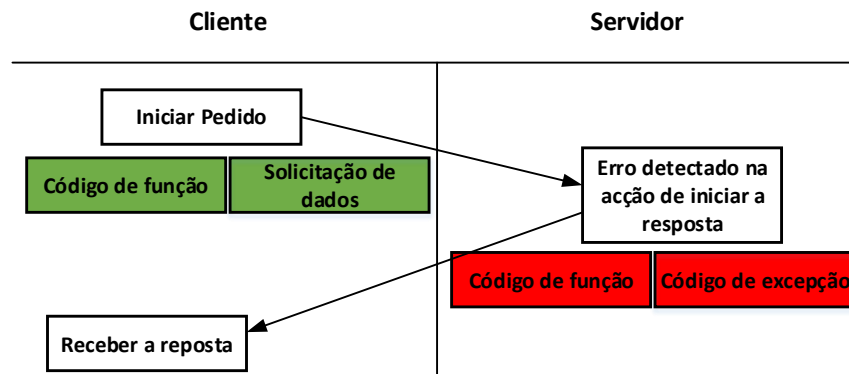 Cliente
Servidor
Iniciar Pedido
Código de função
Solicitação de
dados
Erro detectado na
acção de iniciar a
resposta
Código de função
Código de excepção
Receber a reposta